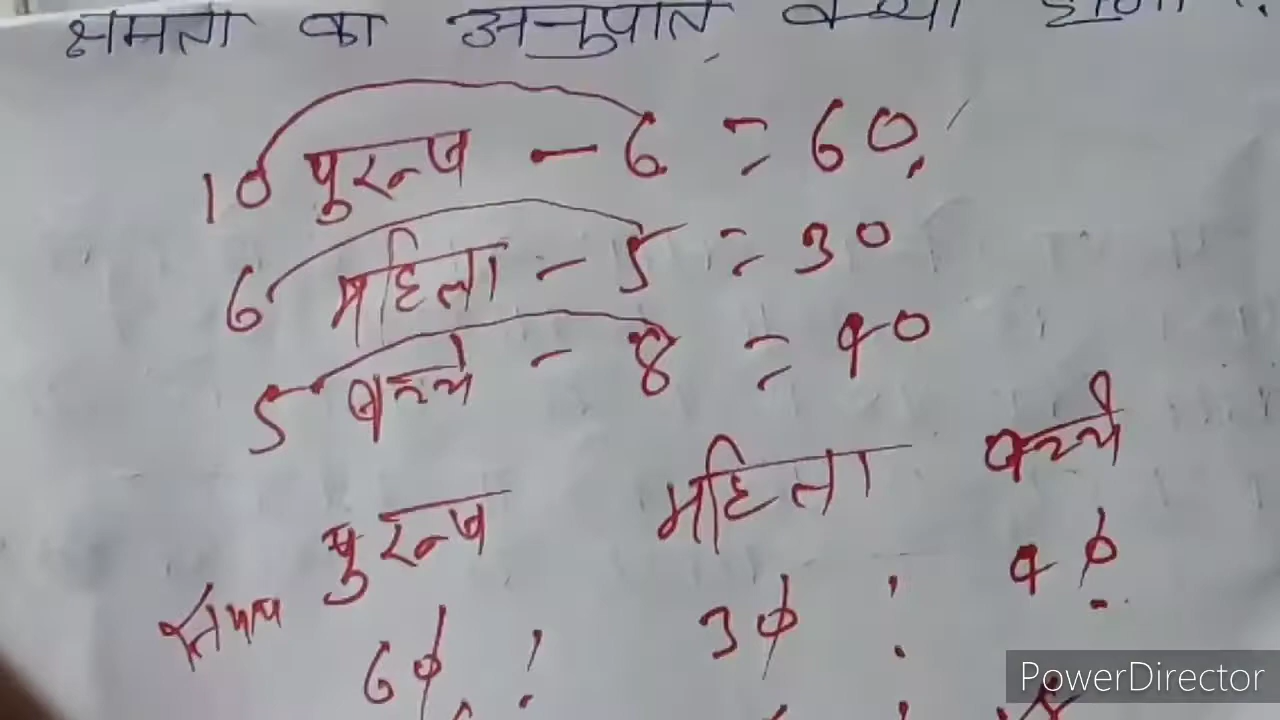 क्षमता का अनुपात क्या होगा ?
10 पुरुष - 6 = 60
6 महिला - 5 = 30
5 बच्चे - 8 = 40
पुरुष महिला बच्चे
60 : 30 : 40
PowerDirector